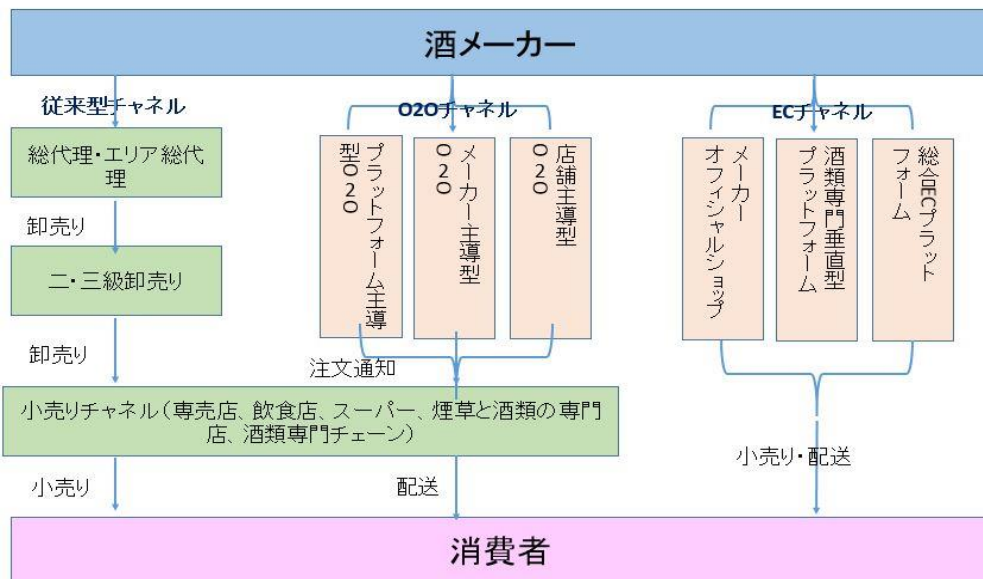 酒メーカー
従来型チャネル
O2Oチャネル
ECチャネル
総代理・エリア総代
理
卸売り
二・三級卸売り
卸売り
プラットフォーム主導
型O2O
メーカー主導型
O2O
店舗主導型
O2O
注文通知
メーカー
オフィシャルショップ
酒類専門垂直型
プラットフォーム
総合ECプラット
フォーム
小売りチャネル(専売店、飲食店、スーパー、煙草と酒類の専門
店、酒類専門チェーン)
小売り
配送
小売り・配送
消費者